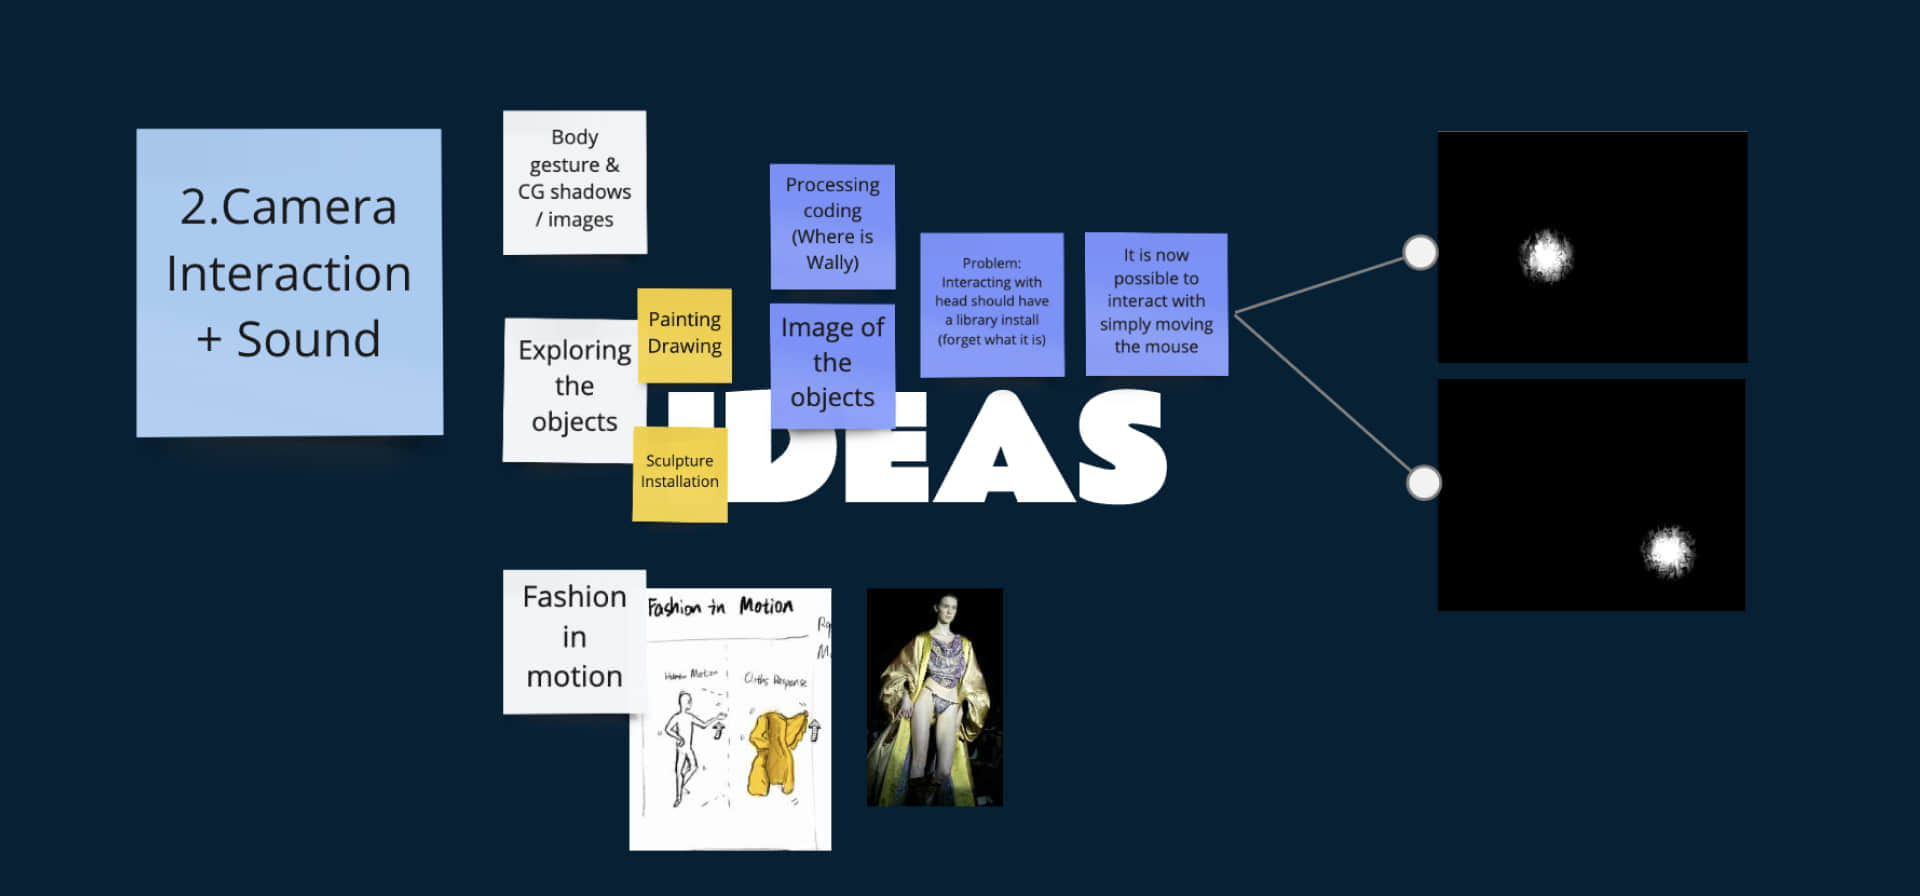 2.Camera
Interaction
+ Sound
Body
gesture &
CG shadows
/ images
Exploring
the
objects
Painting
Drawing
Sculpture
Installation
Processing
coding
(Where is
Wally)
Image of
the
objects
Problem:
Interacting with
head should have
a library install
(forget what it is)
It is now
possible to
interact with
simply moving
the mouse
IDEAS
Fashion
in
motion
Fashion in Motion
Motion
Response